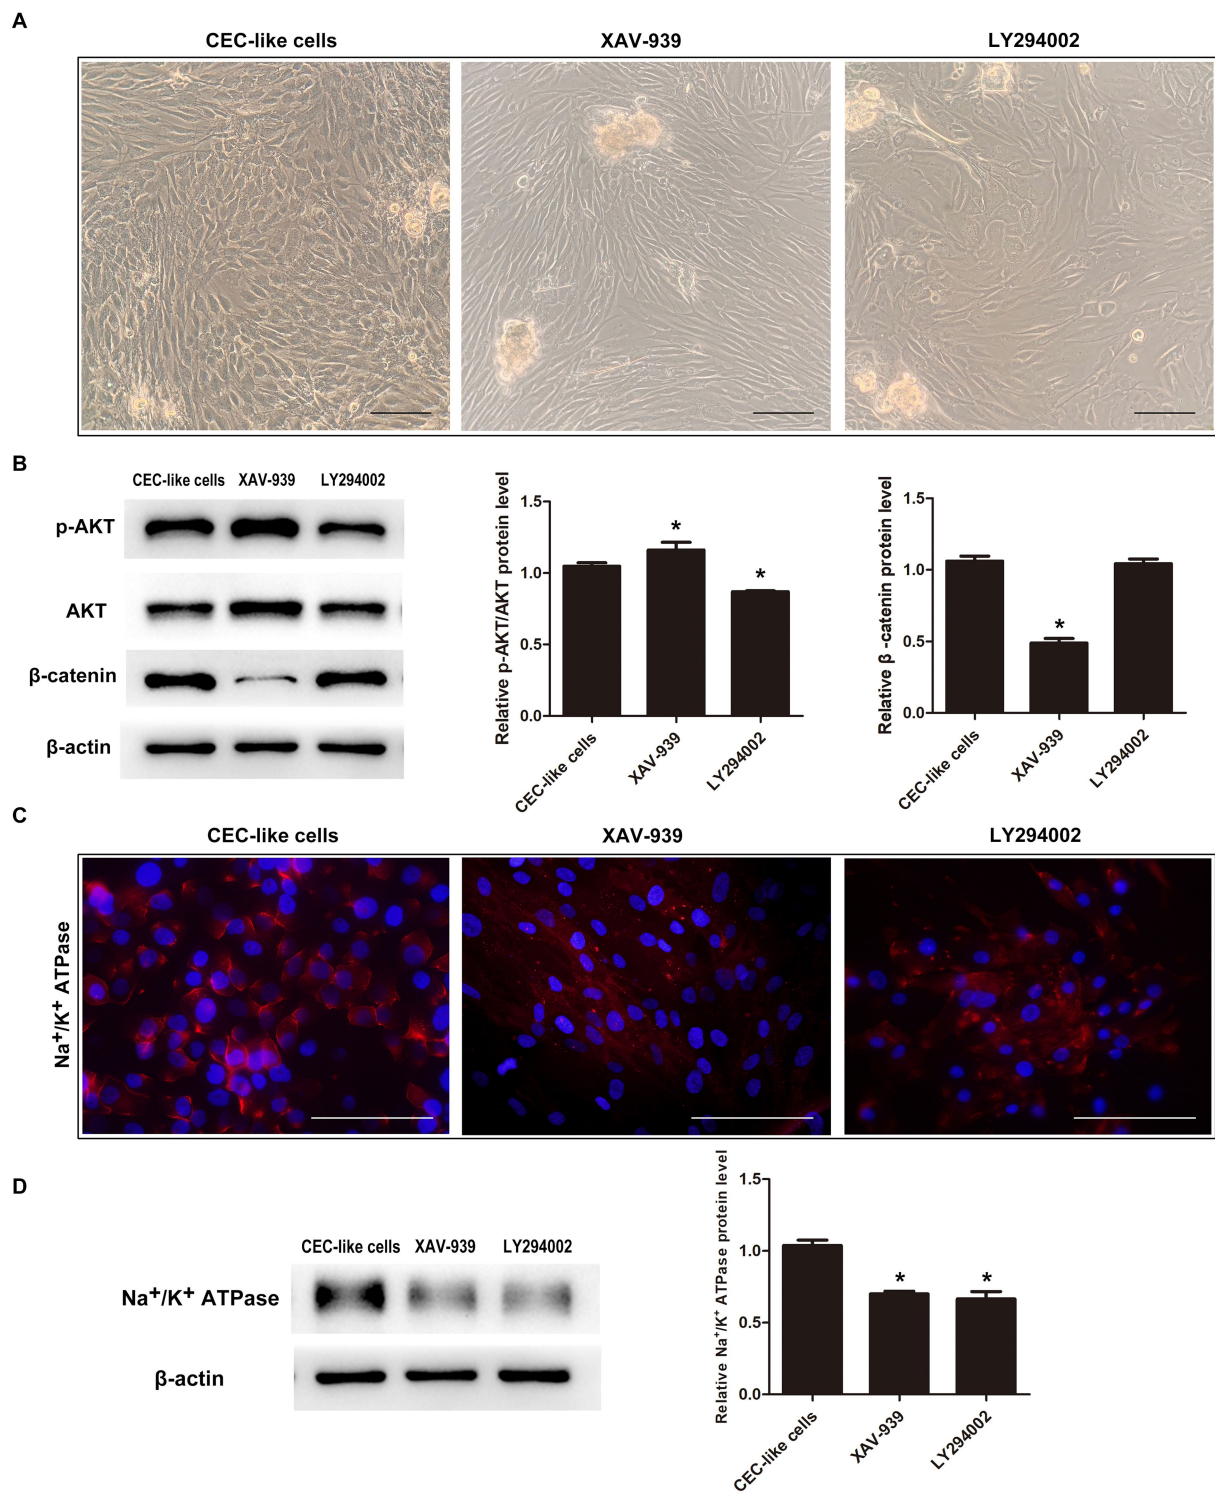 A
CEC-like cells XAV-939 LY294002
B
CEC-like cells XAV-939 LY294002
p-AKT
AKT
β-catenin
β-actin
Relative p-AKT/AKT protein level
1.5
1.0
0.5
0.0
*
*
CEC-like cells
XAV-939
LY294002
Relative β -catenin protein level
1.5
1.0
0.5
0.0
*
CEC-like cells
XAV-939
LY294002
C
CEC-like cells XAV-939 LY294002
Na⁺/K⁺ ATPase
D
CEC-like cells XAV-939 LY294002
Na⁺/K⁺ ATPase
β-actin
Relative Na⁺/K⁺ ATPase protein level
1.5
1.0
0.5
0.0
*
*
CEC-like cells
XAV-939
LY294002